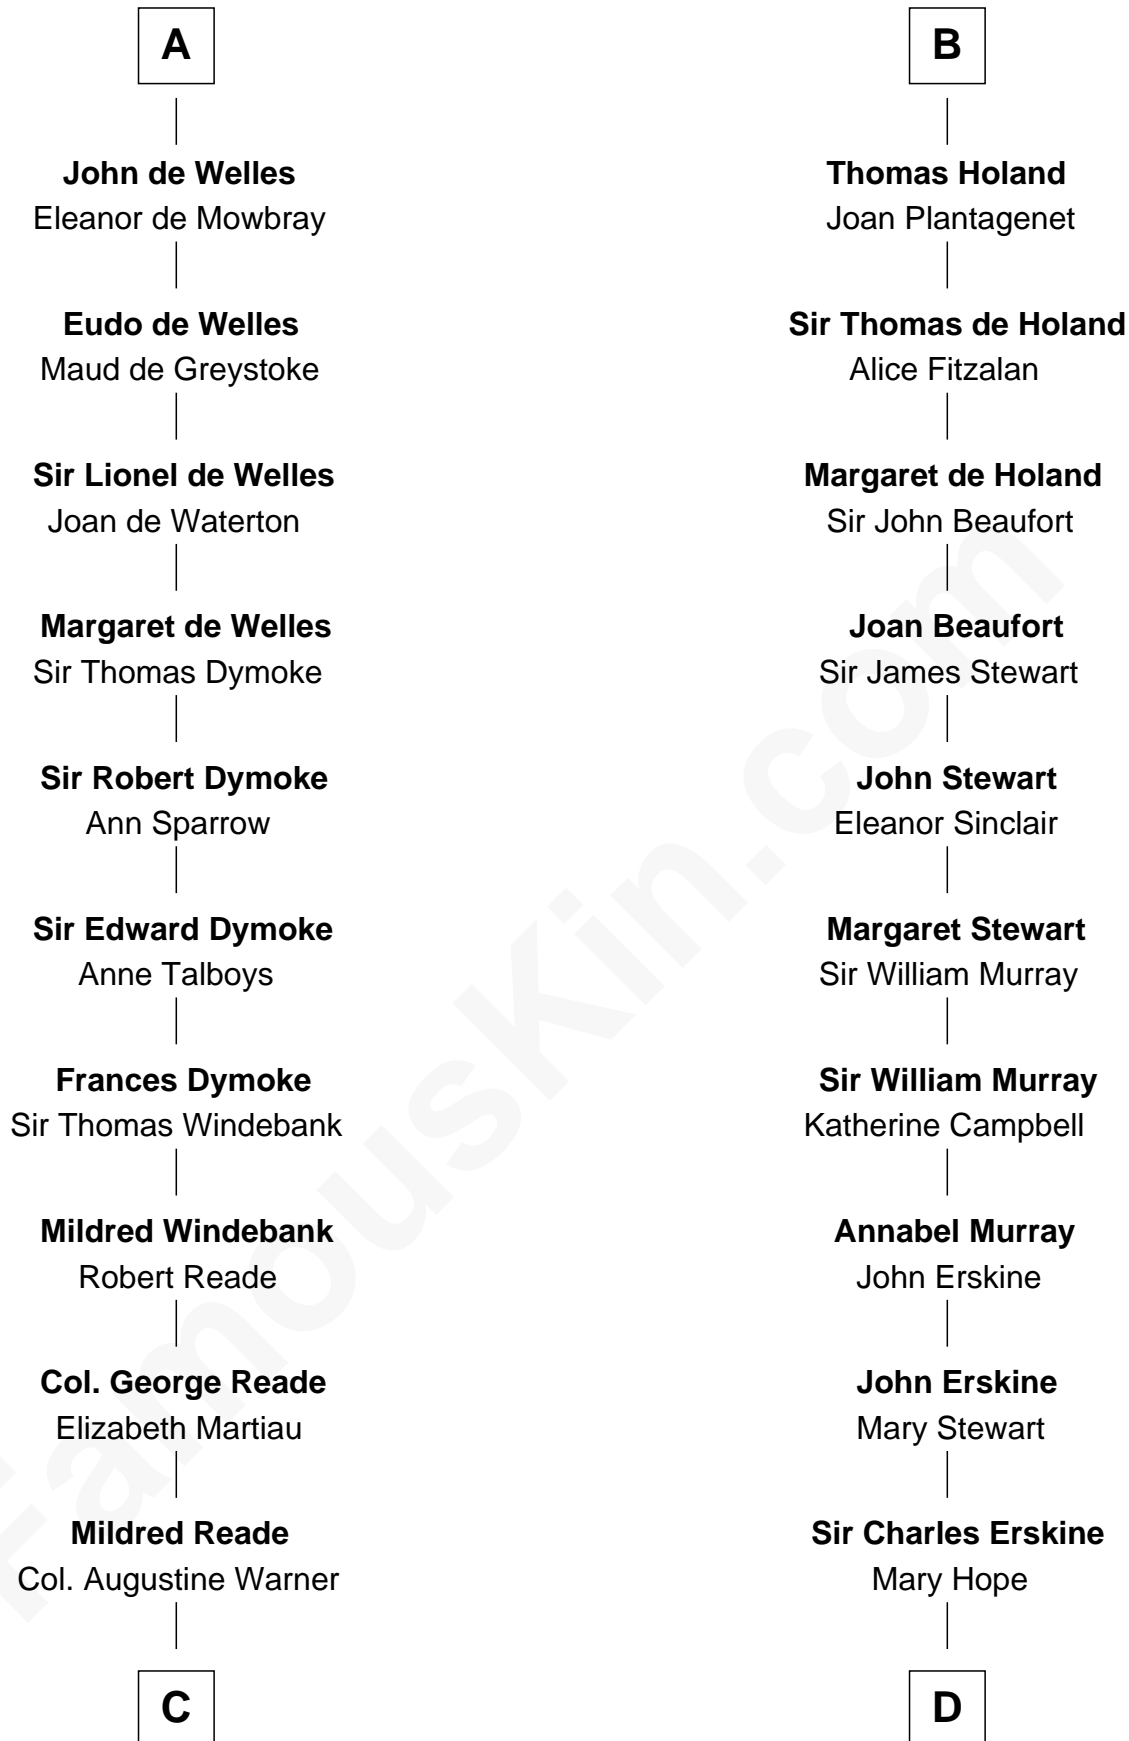 A
John de Welles
Eleanor de Mowbray
Eudo de Welles
Maud de Greystoke
Sir Lionel de Welles
Joan de Waterton
Margaret de Welles
Sir Thomas Dymoke
Sir Robert Dymoke
Ann Sparrow
Sir Edward Dymoke
Anne Talboys
Frances Dymoke
Sir Thomas Windebank
Mildred Windebank
Robert Reade
Col. George Reade
Elizabeth Martiau
Mildred Reade
Col. Augustine Warner
C
B
Thomas Holand
Joan Plantagenet
Sir Thomas de Holand
Alice Fitzalan
Margaret de Holand
Sir John Beaufort
Joan Beaufort
Sir James Stewart
John Stewart
Eleanor Sinclair
Margaret Stewart
Sir William Murray
Sir William Murray
Katherine Campbell
Annabel Murray
John Erskine
John Erskine
Mary Stewart
Sir Charles Erskine
Mary Hope
D
FamousKin.com